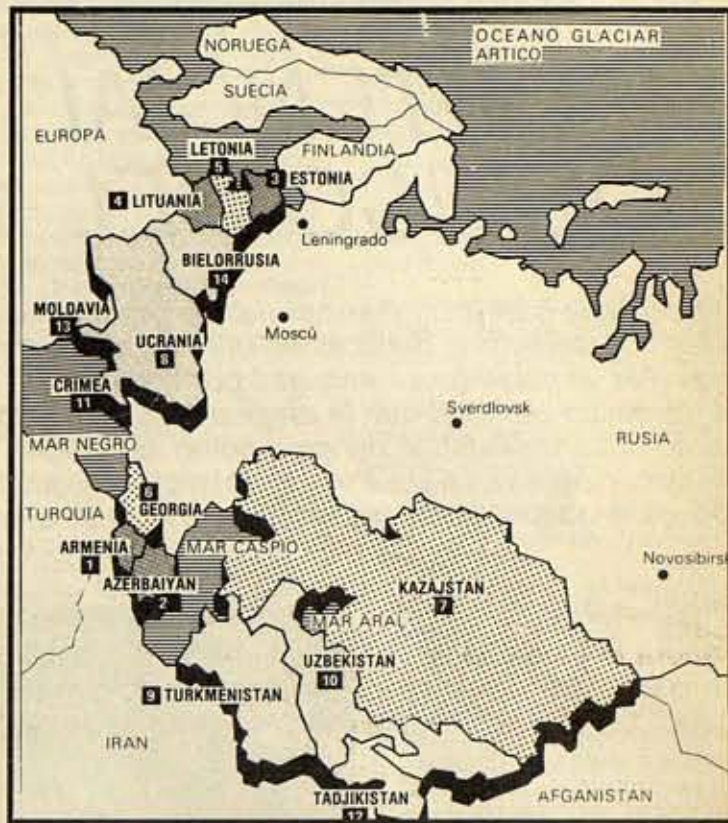 OCEANO GLACIAR
ARTICO
NORUEGA
SUECIA
EUROPA
LETONIA
5
FINLANDIA
3 ESTONIA
4 LITUANIA
Leningrado
BIELORRUSIA
14
MOLDAVIA
13
Moscú
UCRANIA
8
CRIMEA
11
Sverdlovsk
RUSIA
MAR NEGRO
6
GEORGIA
TURQUIA
ARMENIA
1
MAR CASPIO
AZERBAIYAN
2
Novosibirsk
KAZAJSTAN
7
MAR ARAL
UZBEKISTAN
10
9 TURKMENISTAN
IRAN
TADJIKISTAN
12
AFGANISTAN